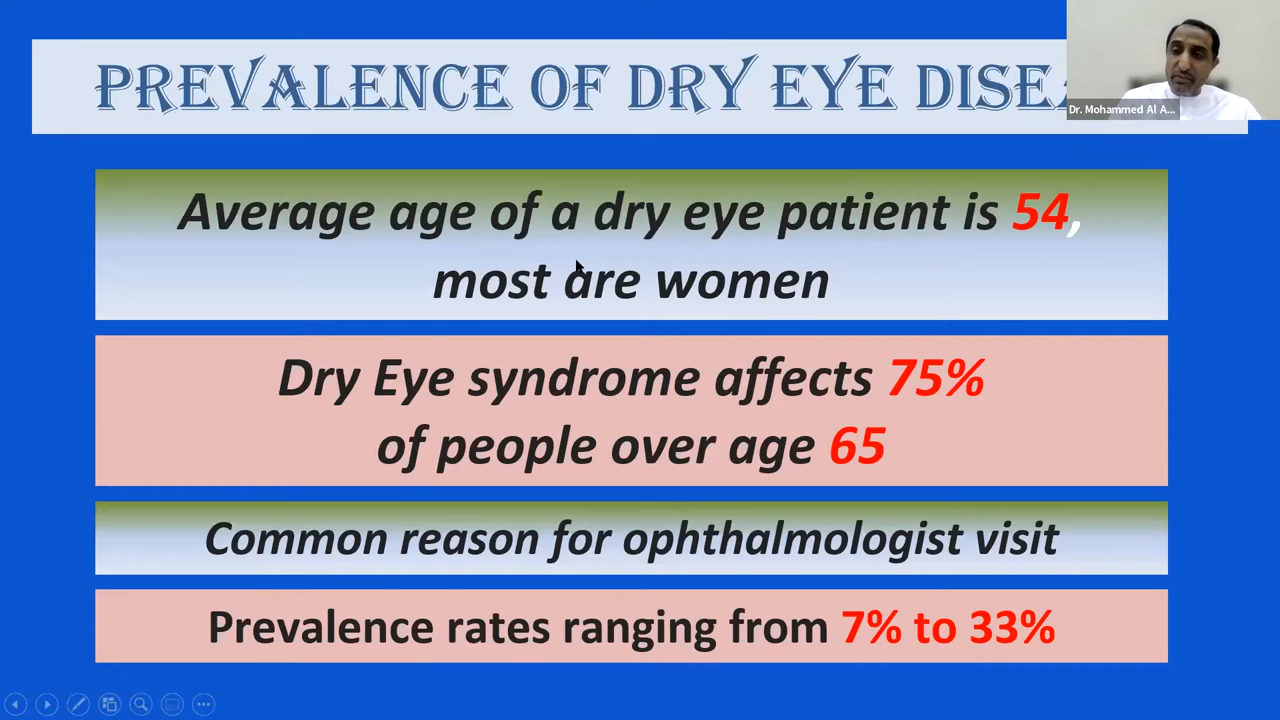 PREVALENCE OF DRY EYE DISEA
Dr. Mohammed Al A...
Average age of a dry eye patient is 54,
most are women
Dry Eye syndrome affects 75%
of people over age 65
Common reason for ophthalmologist visit
Prevalence rates ranging from 7% to 33%